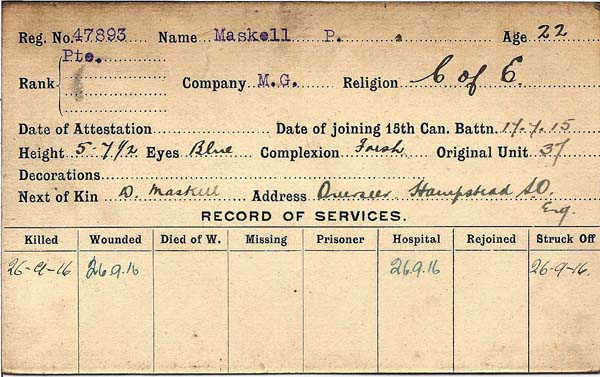 Reg. No. 47893 Name Maskell P. Age 22
Pte.
Rank Company M.G. Religion C of E.
Date of Attestation Date of joining 15th Can. Battn. 17.7.15
Height 5-7½ Eyes Blue Complexion Fresh Original Unit 37
Decorations
Next of Kin D. Maskell Address Overseer Hampstead SO.
Eng.
RECORD OF SERVICES.
Killed Wounded Died of W. Missing Prisoner Hospital Rejoined Struck Off
26-9-16 26.9.16 26.9.16 26-9-16.